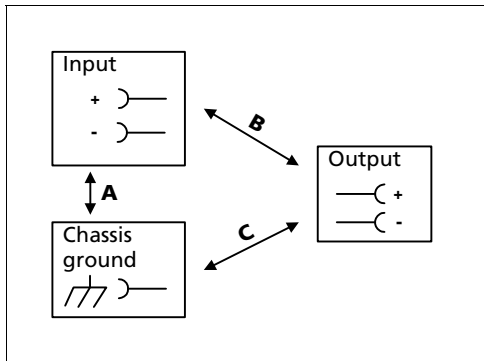 Input
+
-
B
Output
+
-
A
Chassis
ground
C